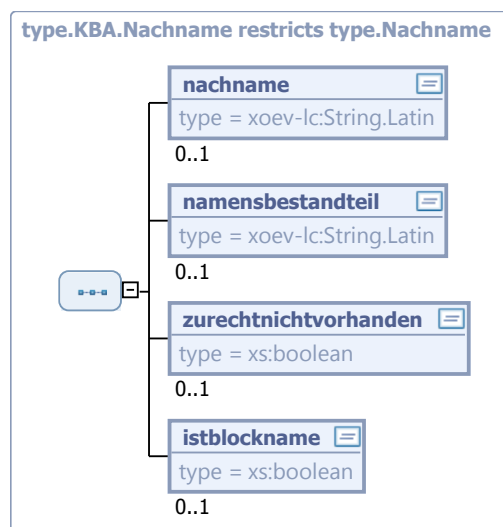 type.KBA.Nachname restricts type.Nachname
nachname
type = xoev-lc:String.Latin
0..1
namensbestandteil
type = xoev-lc:String.Latin
0..1
zurechtnichtvorhanden
type = xs:boolean
0..1
istblockname
type = xs:boolean
0..1